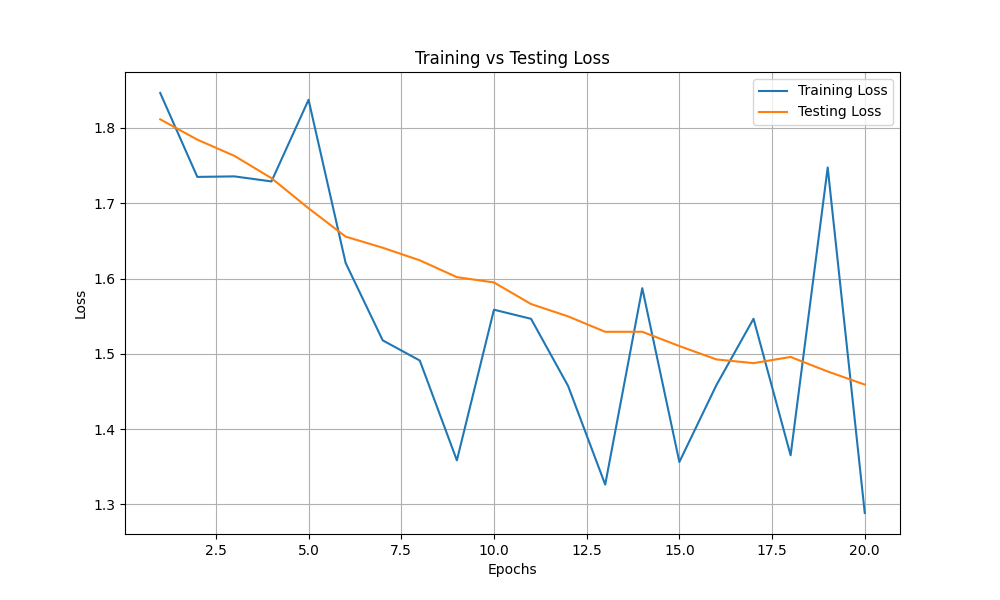 Training vs Testing Loss
Training Loss
Testing Loss
1.8
1.7
1.6
1.5
1.4
1.3
Loss
2.5 5.0 7.5 10.0 12.5 15.0 17.5 20.0
Epochs